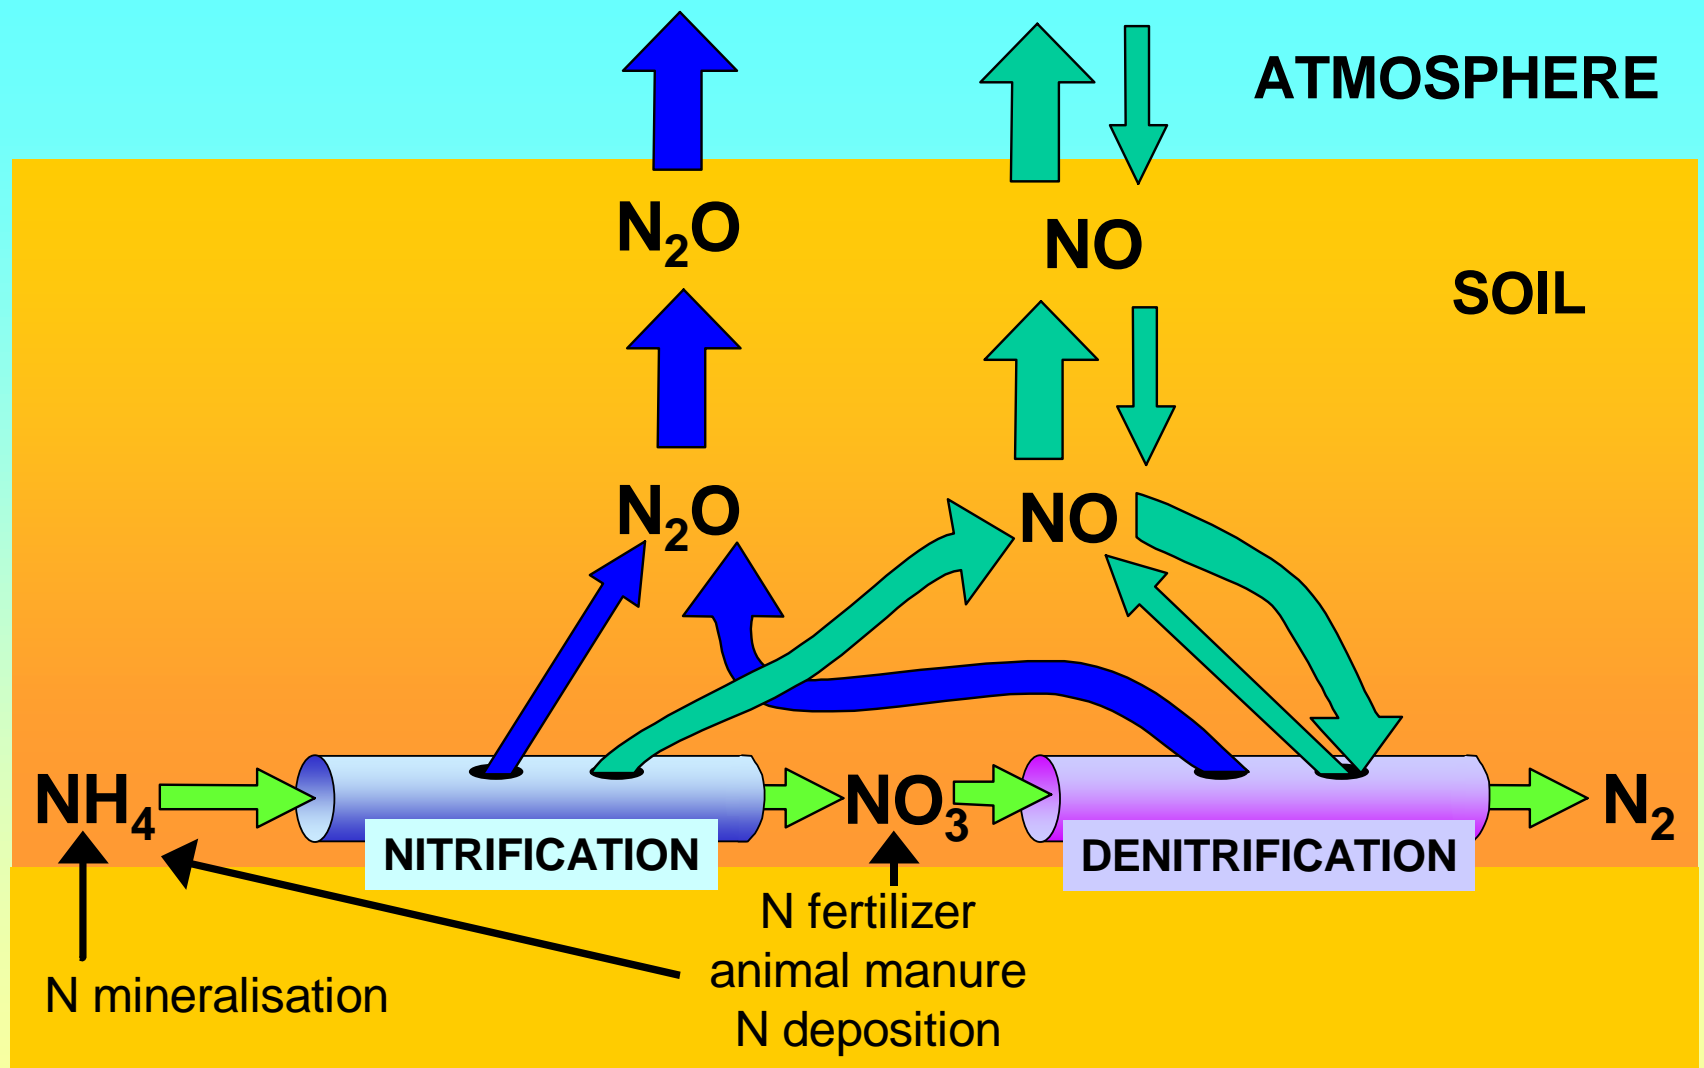 ATMOSPHERE
N₂O
NO
SOIL
N₂O
NO
NH₄
NO₃
N₂
NITRIFICATION
DENITRIFICATION
N fertilizer
animal manure
N deposition
N mineralisation